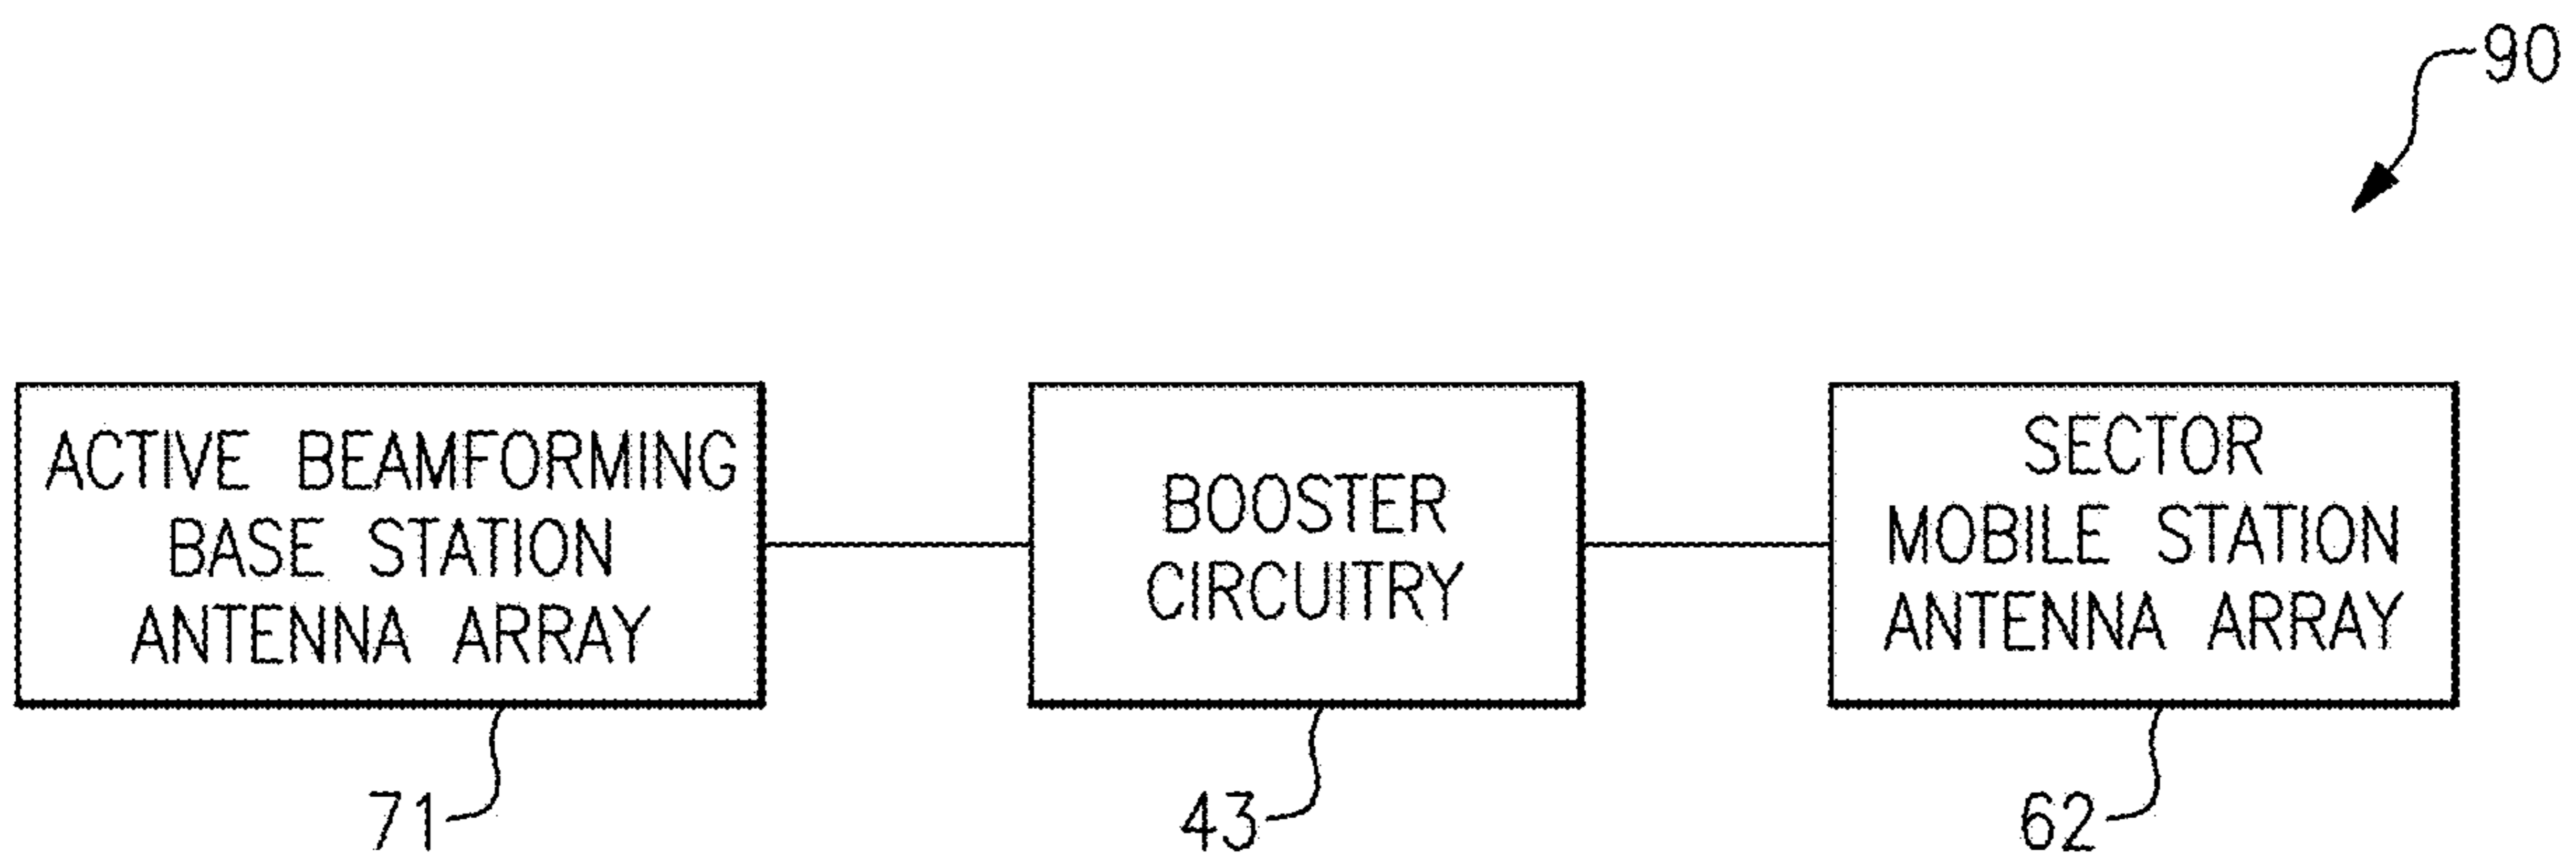 90
ACTIVE BEAMFORMING
BASE STATION
ANTENNA ARRAY
BOOSTER
CIRCUITRY
SECTOR
MOBILE STATION
ANTENNA ARRAY
71
43
62